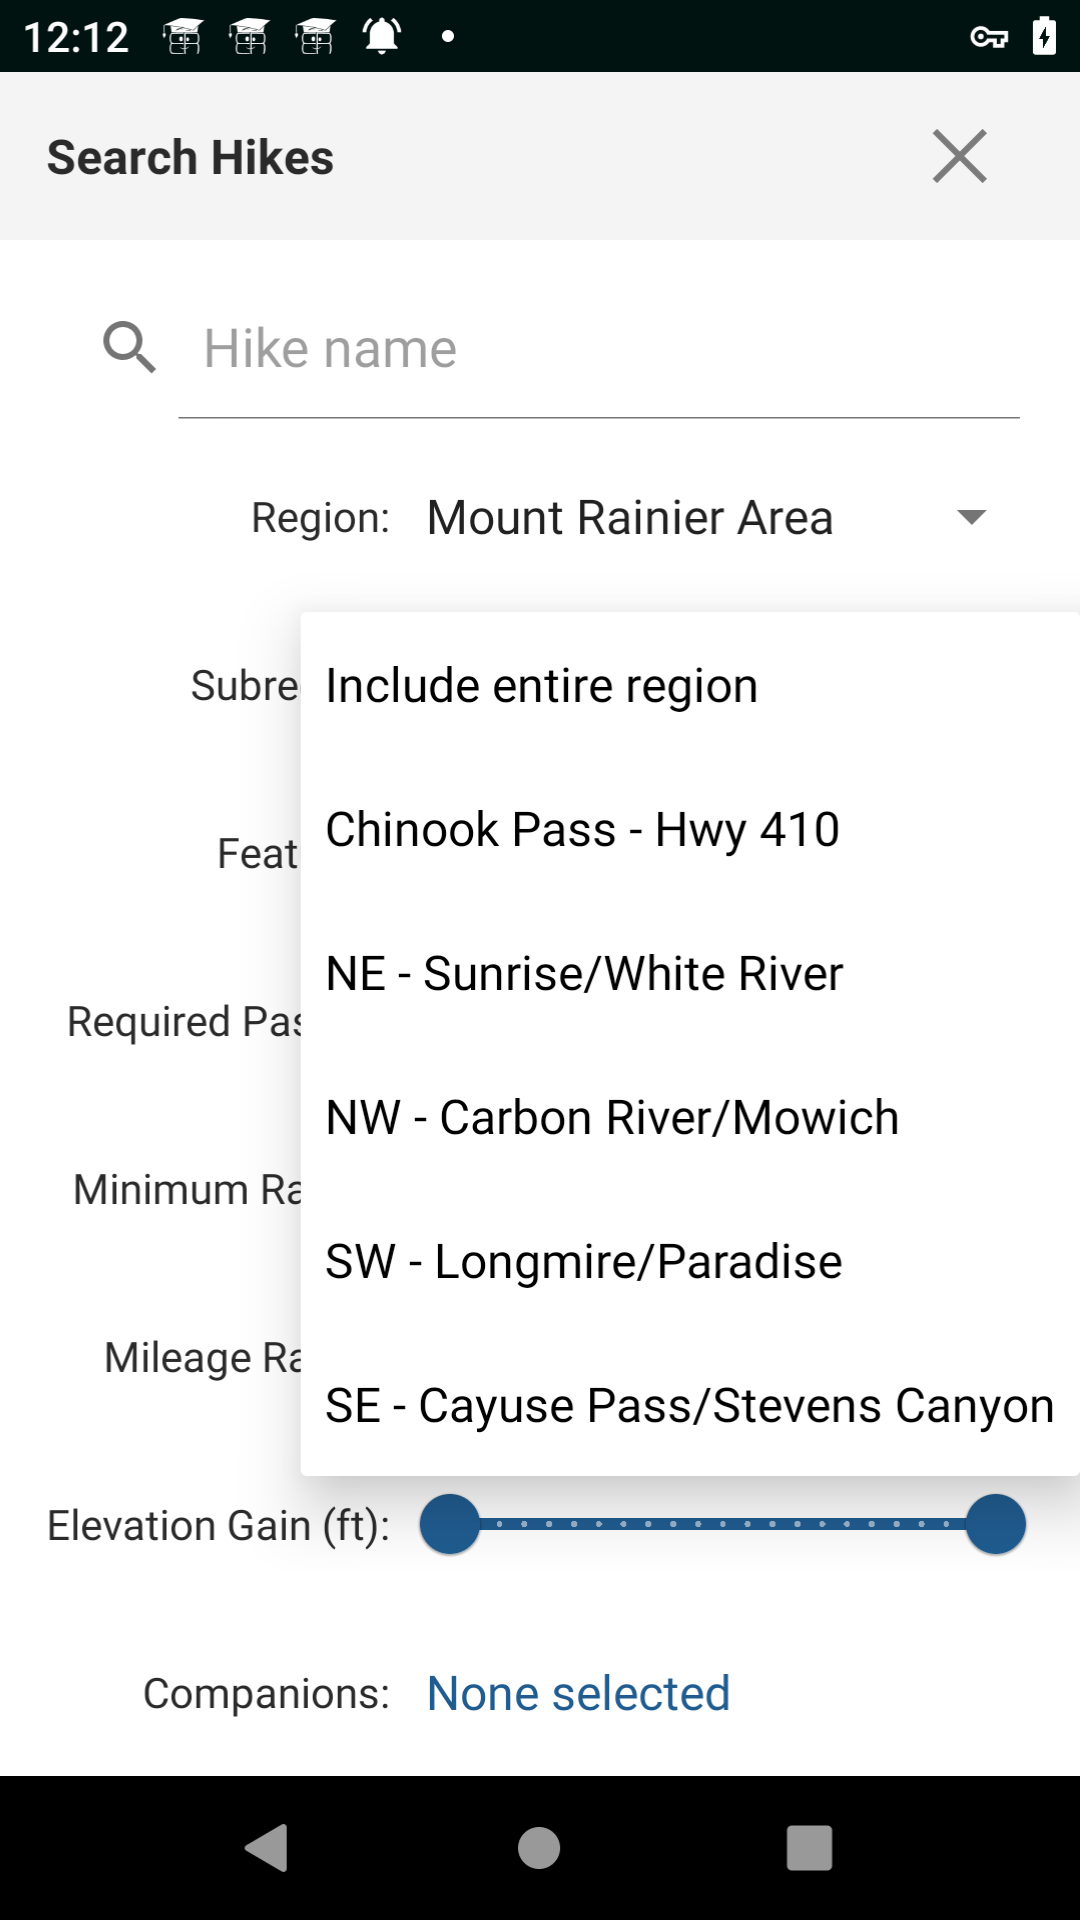 12:12
Search Hikes
Hike name
Region: Mount Rainier Area
Subre
Include entire region
Chinook Pass - Hwy 410
Feat
NE - Sunrise/White River
Required Pas
NW - Carbon River/Mowich
Minimum Ra
SW - Longmire/Paradise
Mileage Ra
SE - Cayuse Pass/Stevens Canyon
Elevation Gain (ft):
Companions: None selected